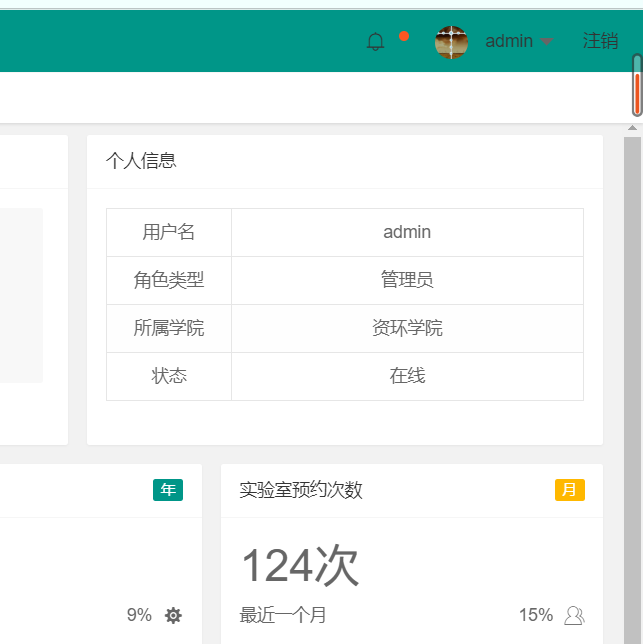 admin 注销
个人信息
用户名 admin
角色类型 管理员
所属学院 资环学院
状态 在线
年
实验室预约次数 月
124次
9%
最近一个月 15%